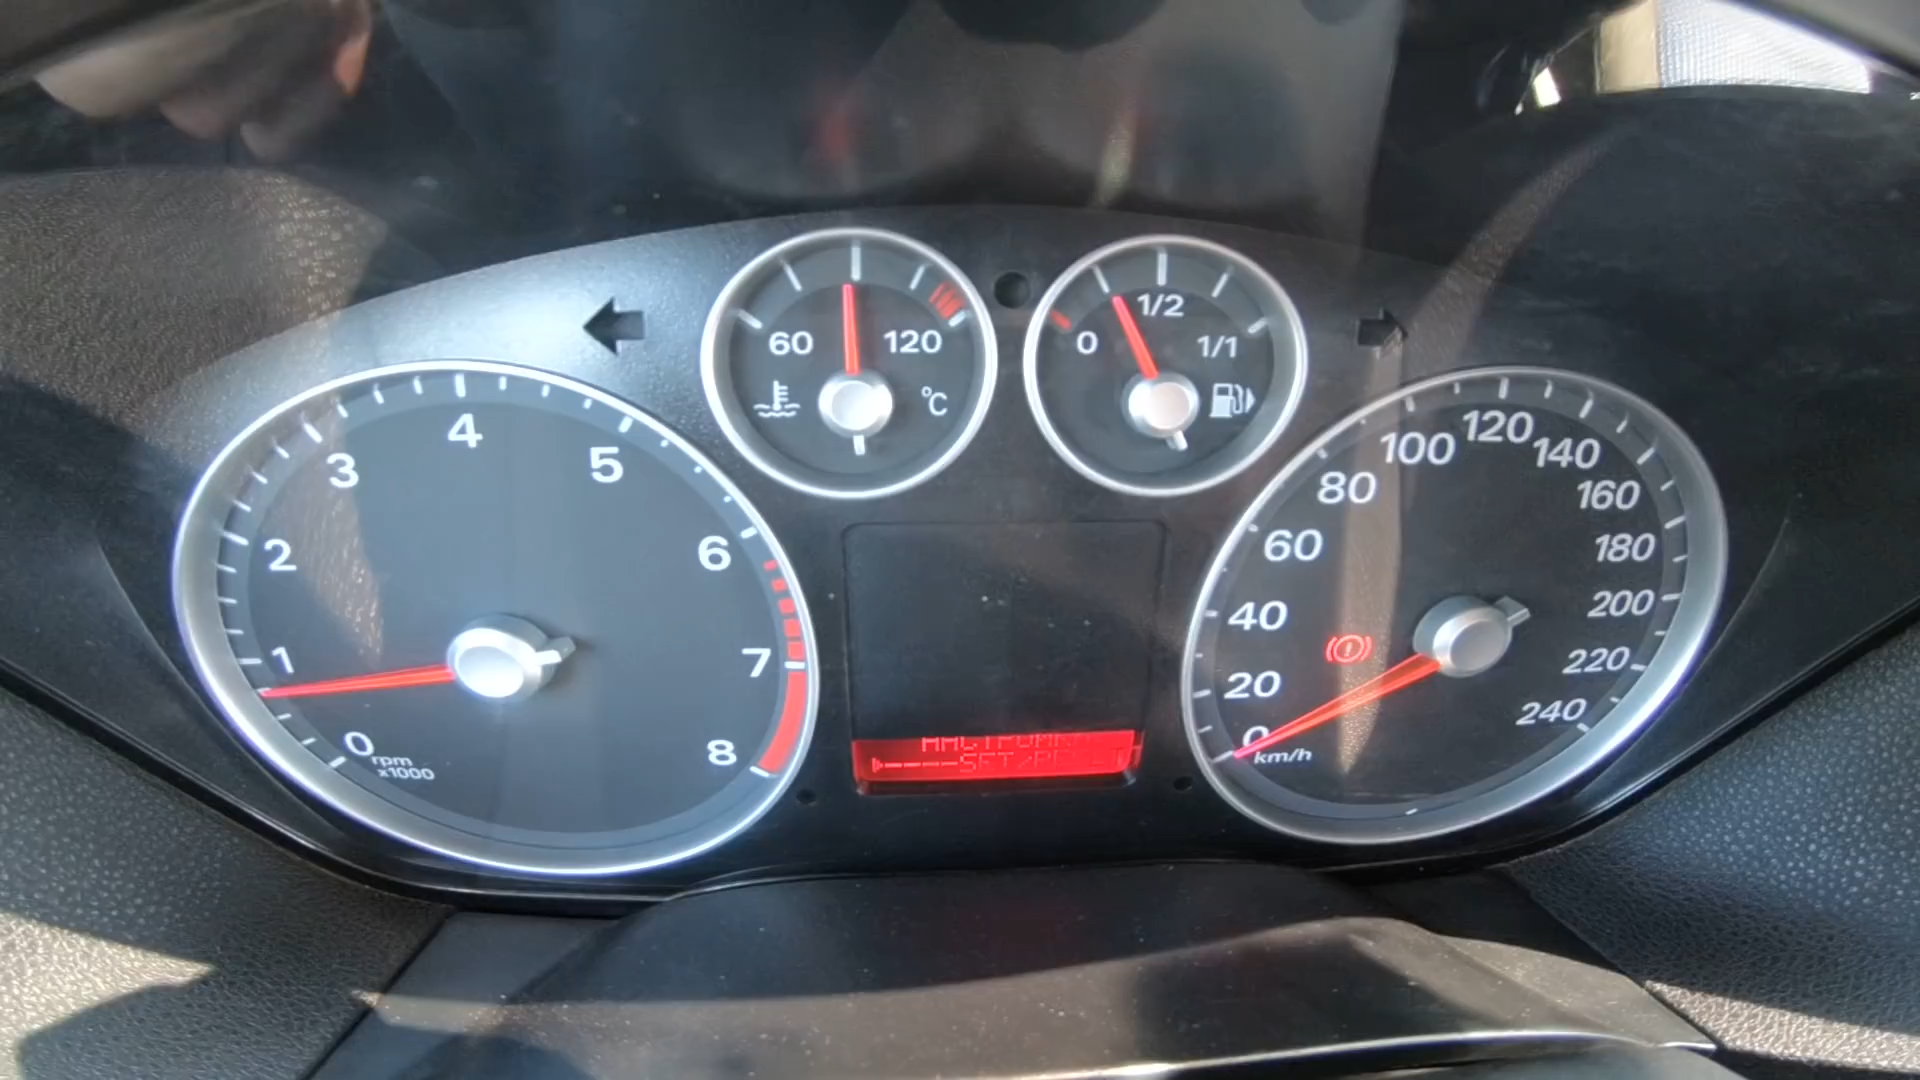 60 120
°C
0 1/2 1/1
0 1 2 3 4 5 6 7 8
rpm
x1000
0 20 40 60 80 100 120 140 160 180 200 220 240
km/h